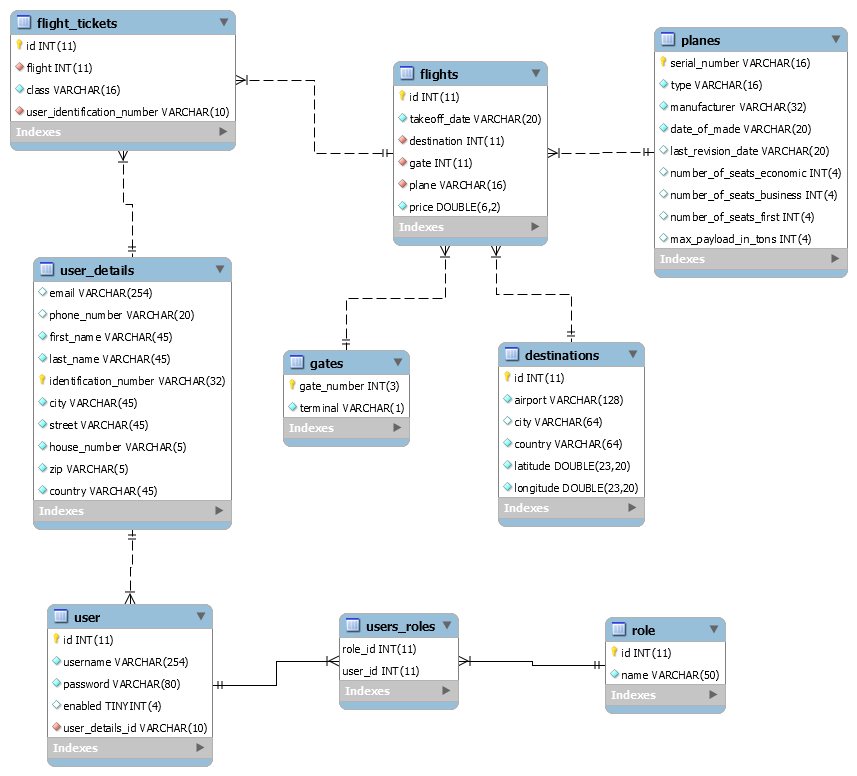 flight_tickets
id INT(11)
flight INT(11)
class VARCHAR(16)
user_identification_number VARCHAR(10)
Indexes
flights
id INT(11)
takeoff_date VARCHAR(20)
destination INT(11)
gate INT(11)
plane VARCHAR(16)
price DOUBLE(6,2)
Indexes
planes
serial_number VARCHAR(16)
type VARCHAR(16)
manufacturer VARCHAR(32)
date_of_made VARCHAR(20)
last_revision_date VARCHAR(20)
number_of_seats_economic INT(4)
number_of_seats_business INT(4)
number_of_seats_first INT(4)
max_payload_in_tons INT(4)
Indexes
user_details
email VARCHAR(254)
phone_number VARCHAR(20)
first_name VARCHAR(45)
last_name VARCHAR(45)
identification_number VARCHAR(32)
city VARCHAR(45)
street VARCHAR(45)
house_number VARCHAR(5)
zip VARCHAR(5)
country VARCHAR(45)
Indexes
gates
gate_number INT(3)
terminal VARCHAR(1)
Indexes
destinations
id INT(11)
airport VARCHAR(128)
city VARCHAR(64)
country VARCHAR(64)
latitude DOUBLE(23,20)
longitude DOUBLE(23,20)
Indexes
user
id INT(11)
username VARCHAR(254)
password VARCHAR(80)
enabled TINYINT(4)
user_details_id VARCHAR(10)
Indexes
users_roles
role_id INT(11)
user_id INT(11)
Indexes
role
id INT(11)
name VARCHAR(50)
Indexes